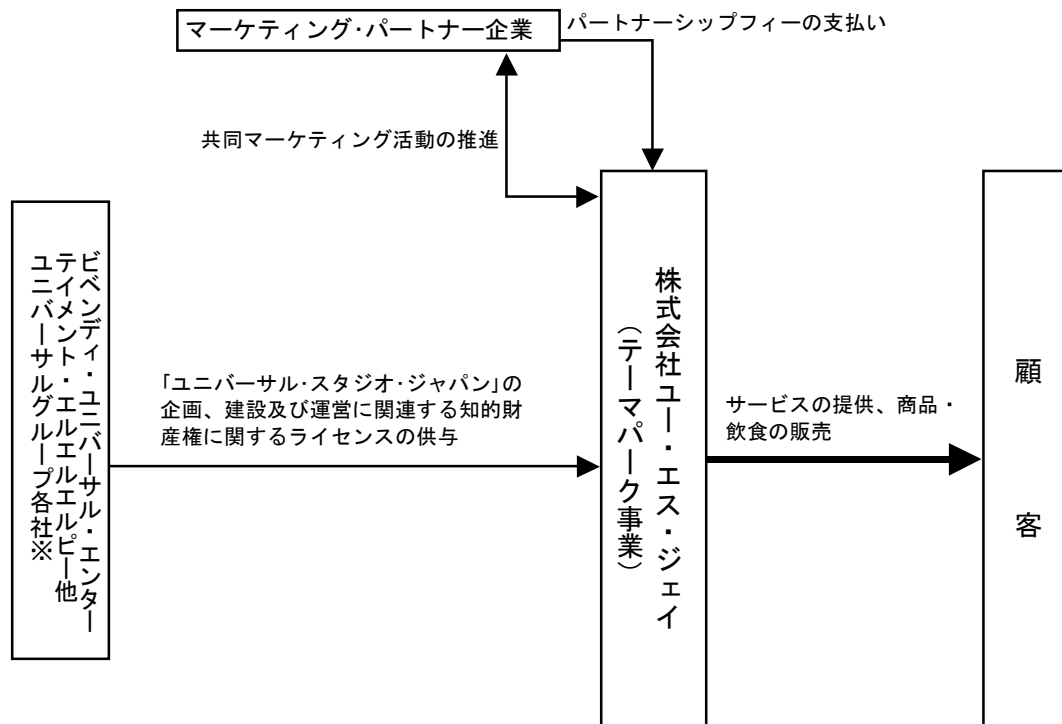 マーケティング・パートナー企業
パートナーシップフィーの支払い
共同マーケティング活動の推進
ビベンディ・ユニバーサル・エンター
テイメント・エルエルエルピー他
ユニバーサルグループ各社※
「ユニバーサル・スタジオ・ジャパン」の
企画、建設及び運営に関連する知的財
産権に関するライセンスの供与
株式会社ユー・エス・ジェイ
（テーマパーク事業）
サービスの提供、商品・
飲食の販売
顧客